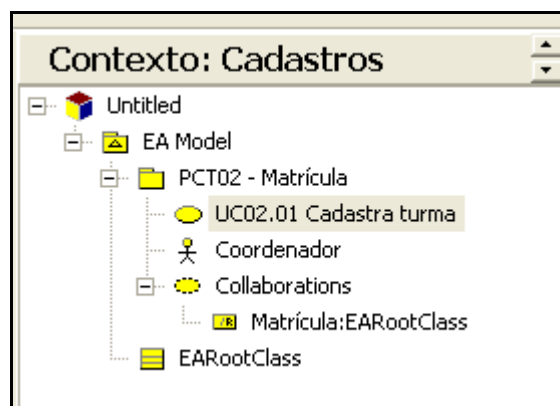 Contexto: Cadastros
Untitled
EA Model
PCT02 - Matrícula
UC02.01 Cadastra turma
Coordenador
Collaborations
/R Matrícula:EARootClass
EARootClass